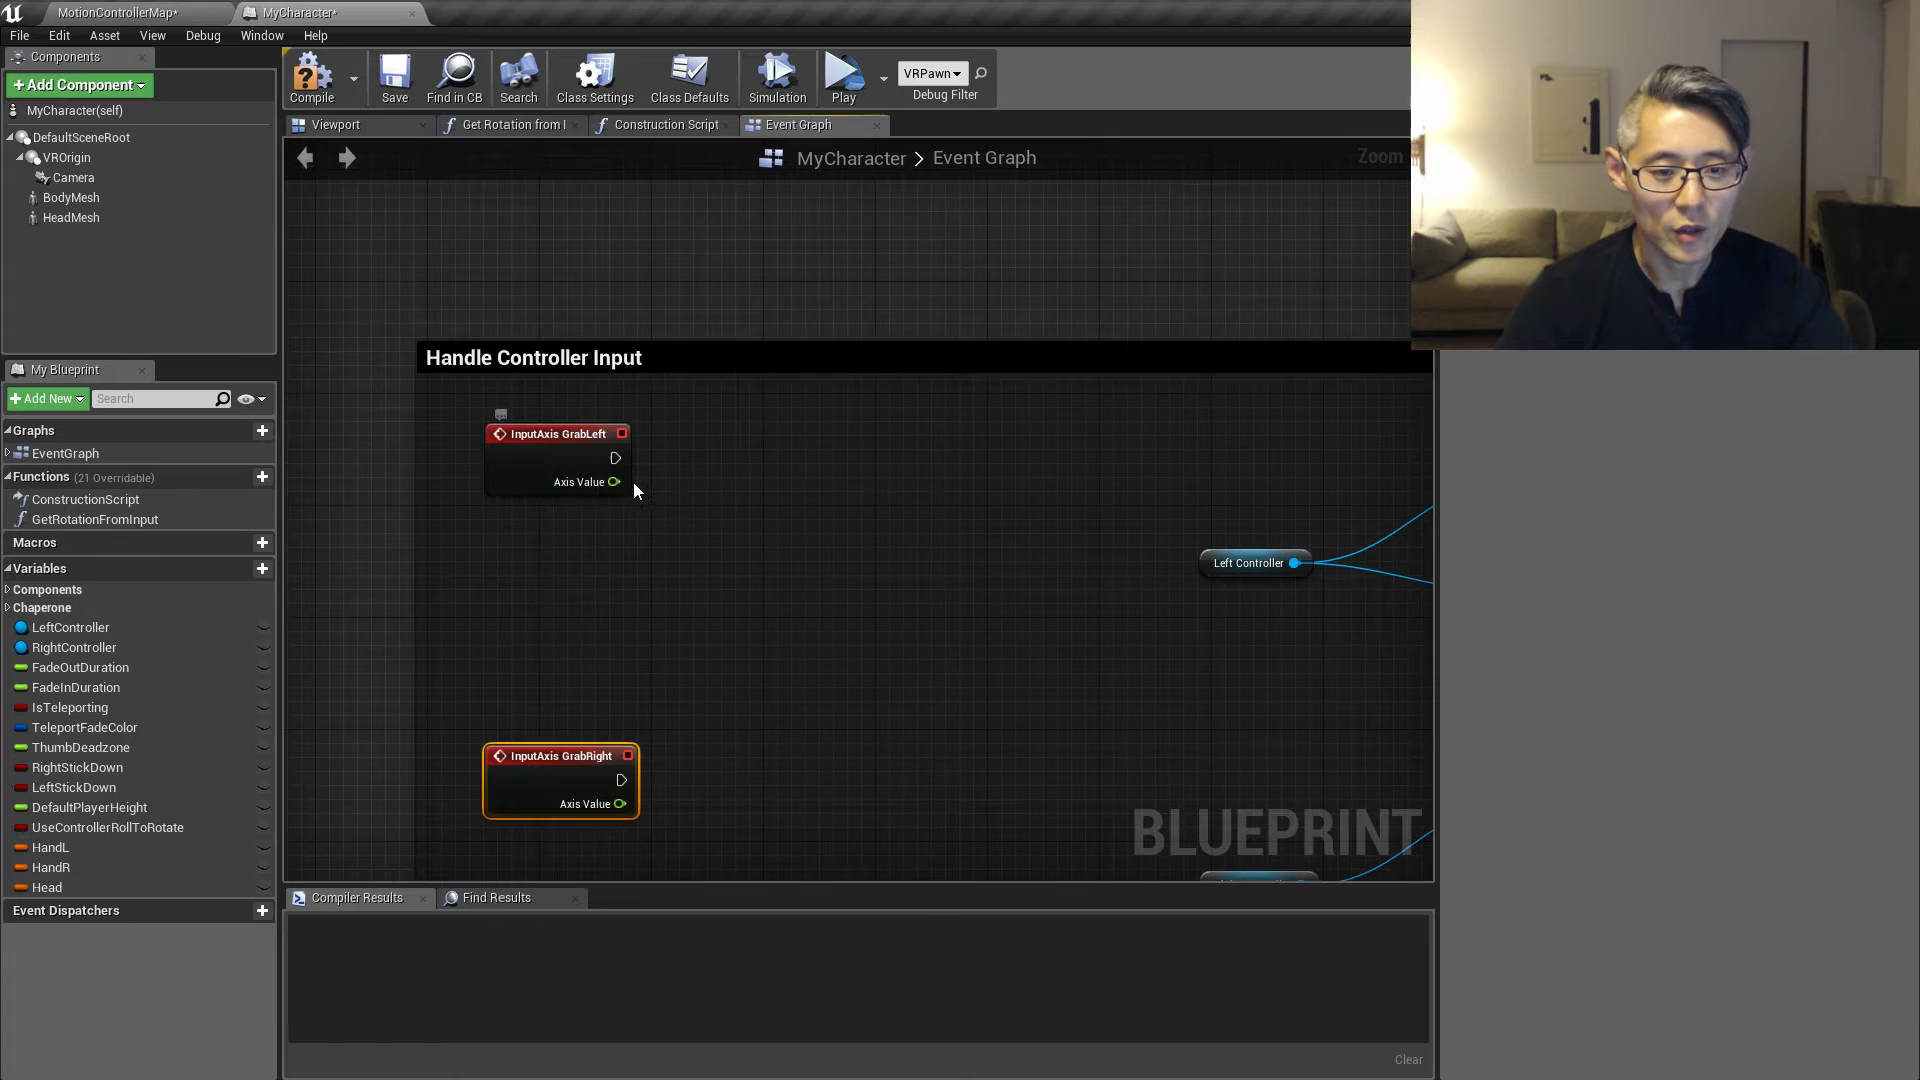 MotionControllerMap*
MyCharacter*
File Edit Asset View Debug Window Help
Components
+ Add Component
MyCharacter(self)
DefaultSceneRoot
VROrigin
Camera
BodyMesh
HeadMesh
Compile
Save
Find in CB
Search
Class Settings
Class Defaults
Simulation
Play
VRPawn
Debug Filter
Viewport
Get Rotation from I
Construction Script
Event Graph
MyCharacter > Event Graph
Zoom
Handle Controller Input
InputAxis GrabLeft
Axis Value
Left Controller
InputAxis GrabRight
Axis Value
BLUEPRINT
My Blueprint
+ Add New
Search
Graphs
EventGraph
Functions (21 Overridable)
ConstructionScript
GetRotationFromInput
Macros
Variables
Components
Chaperone
LeftController
RightController
FadeOutDuration
FadeInDuration
IsTeleporting
TeleportFadeColor
ThumbDeadzone
RightStickDown
LeftStickDown
DefaultPlayerHeight
UseControllerRollToRotate
HandL
HandR
Head
Event Dispatchers
Compiler Results
Find Results
Clear